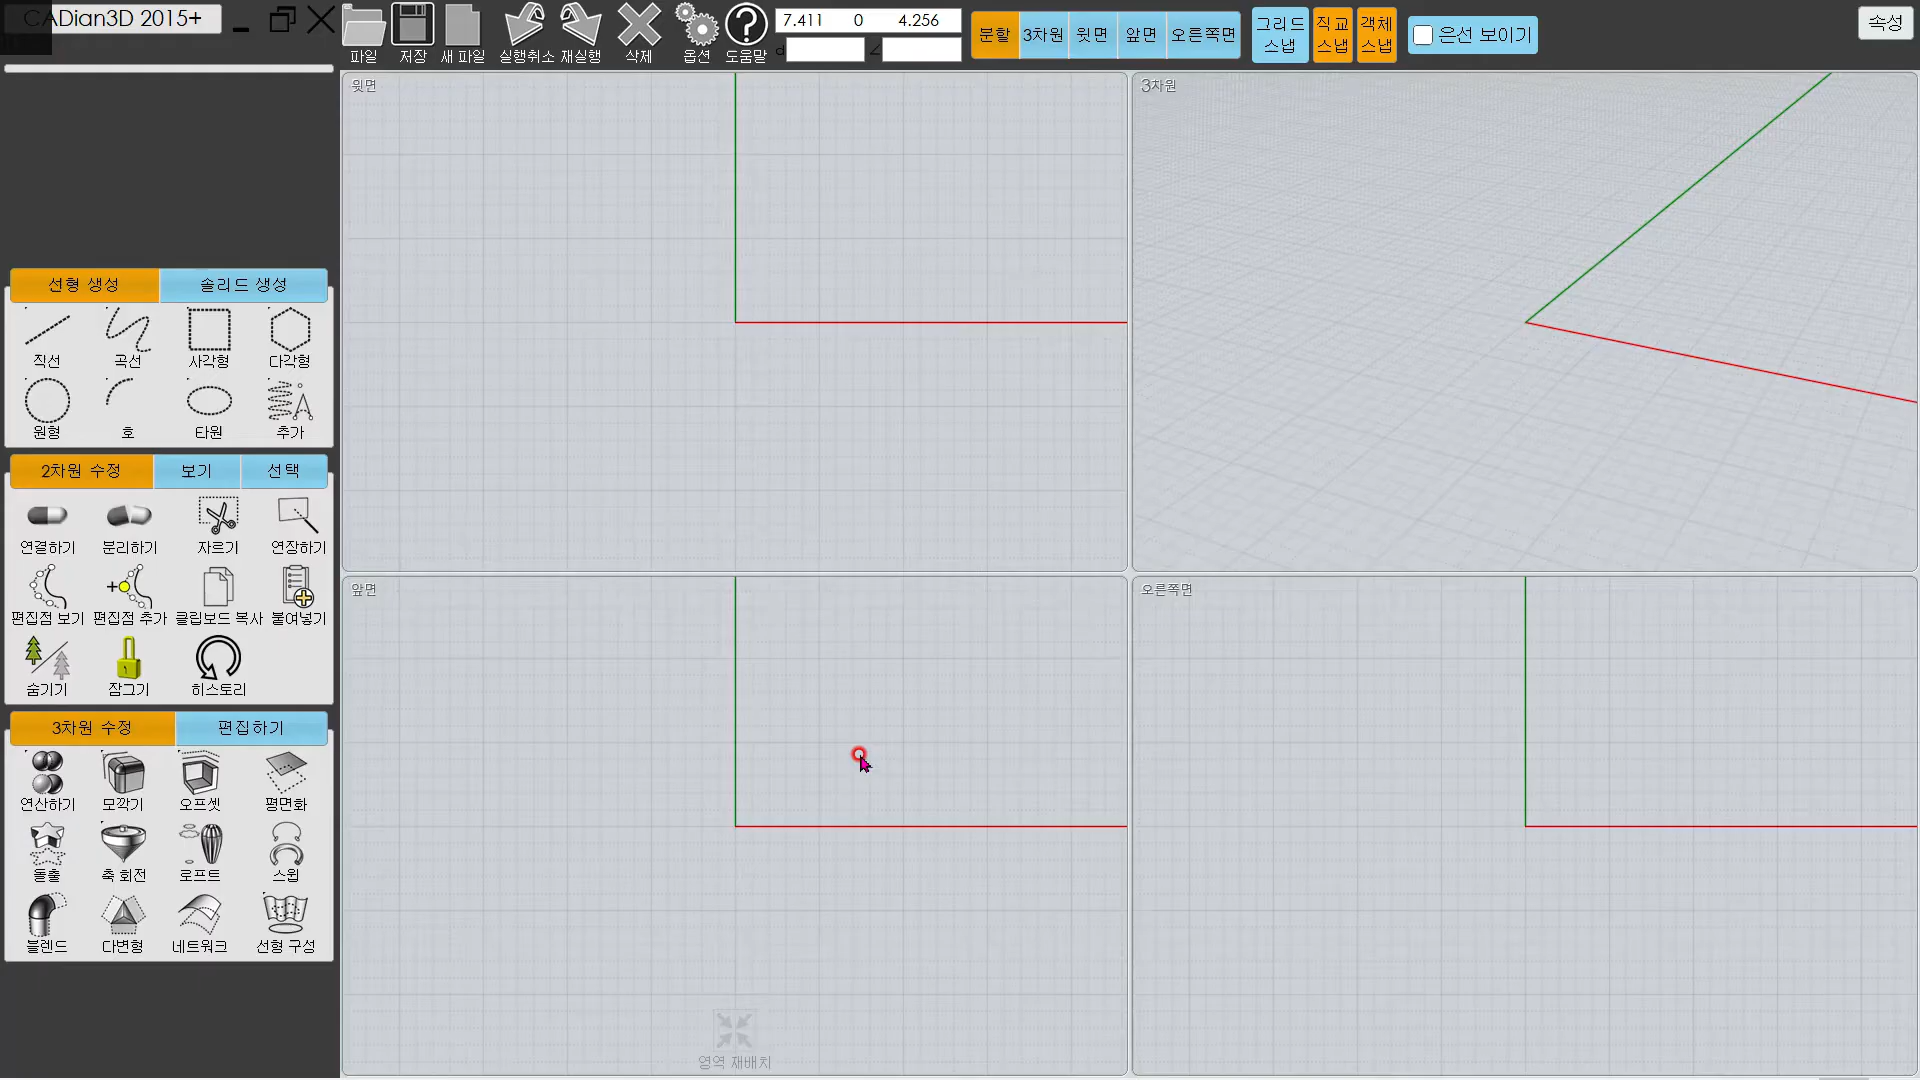 CADian3D 2015+
파일 저장 새 파일 실행취소 재실행 삭제 옵션 도움말
7.411 0 4.256
d ∠
분할 3차원 윗면 앞면 오른쪽면
그리드 스냅
직교 스냅
객체 스냅
은선 보이기
속성
선형 생성 솔리드 생성
직선 곡선 사각형 다각형
원형 호 타원 추가
2차원 수정 보기 선택
연결하기 분리하기 자르기 연장하기
편집점 보기 편집점 추가 클립보드 복사 붙여넣기
숨기기 잠그기 히스토리
3차원 수정 편집하기
연산하기 모깍기 오프셋 평면화
돌출 축 회전 로프트 스윕
블렌드 다변형 네트워크 선형 구성
윗면
3차원
앞면
오른쪽면
영역 재배치